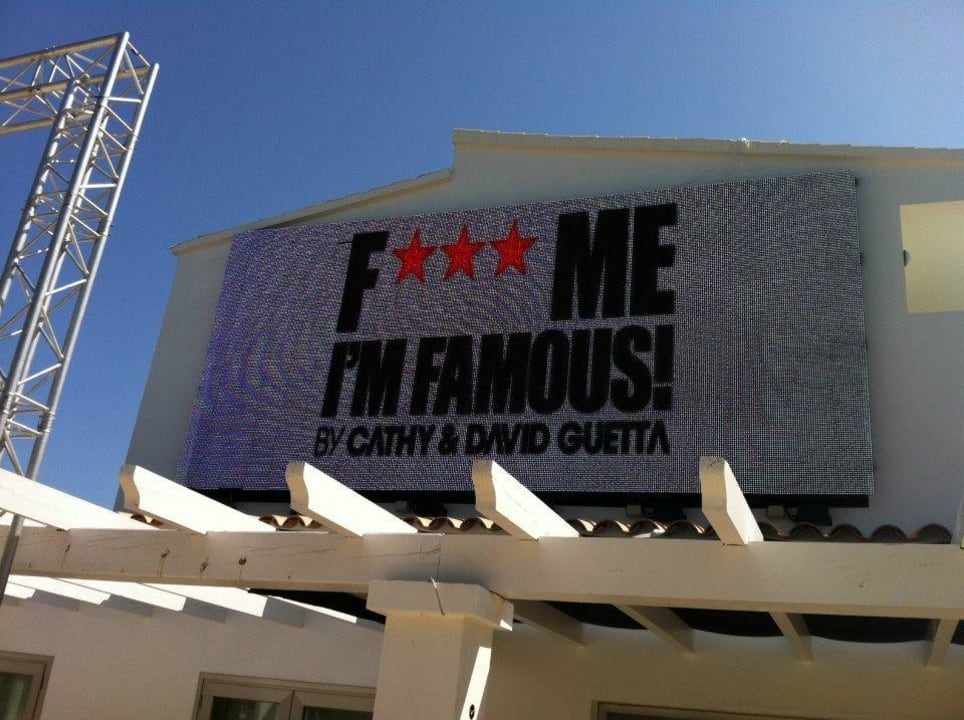 F★★★ ME
I'M FAMOUS!
BY CATHY & DAVID GUETTA